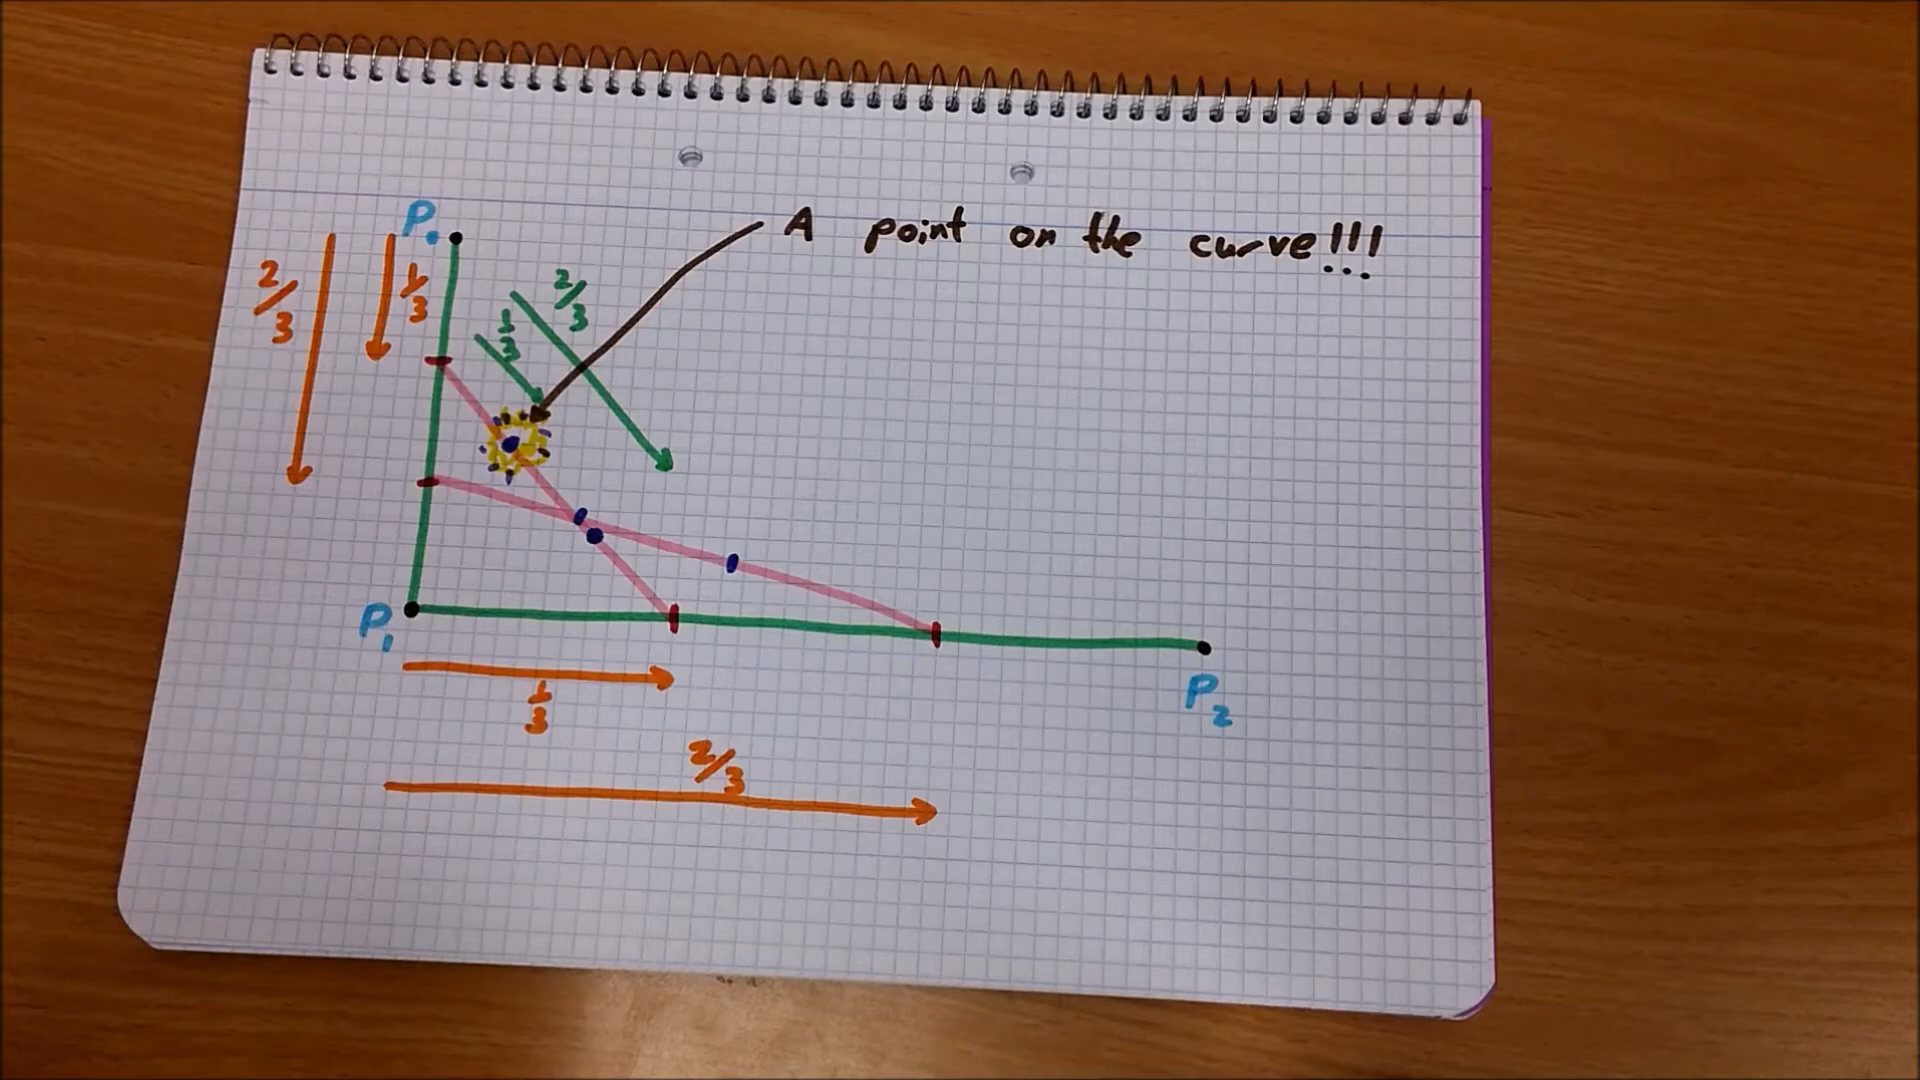 P₀
A point on the curve!!!
2/3
1/3
1/3
2/3
P₁
P₂
1/3
2/3